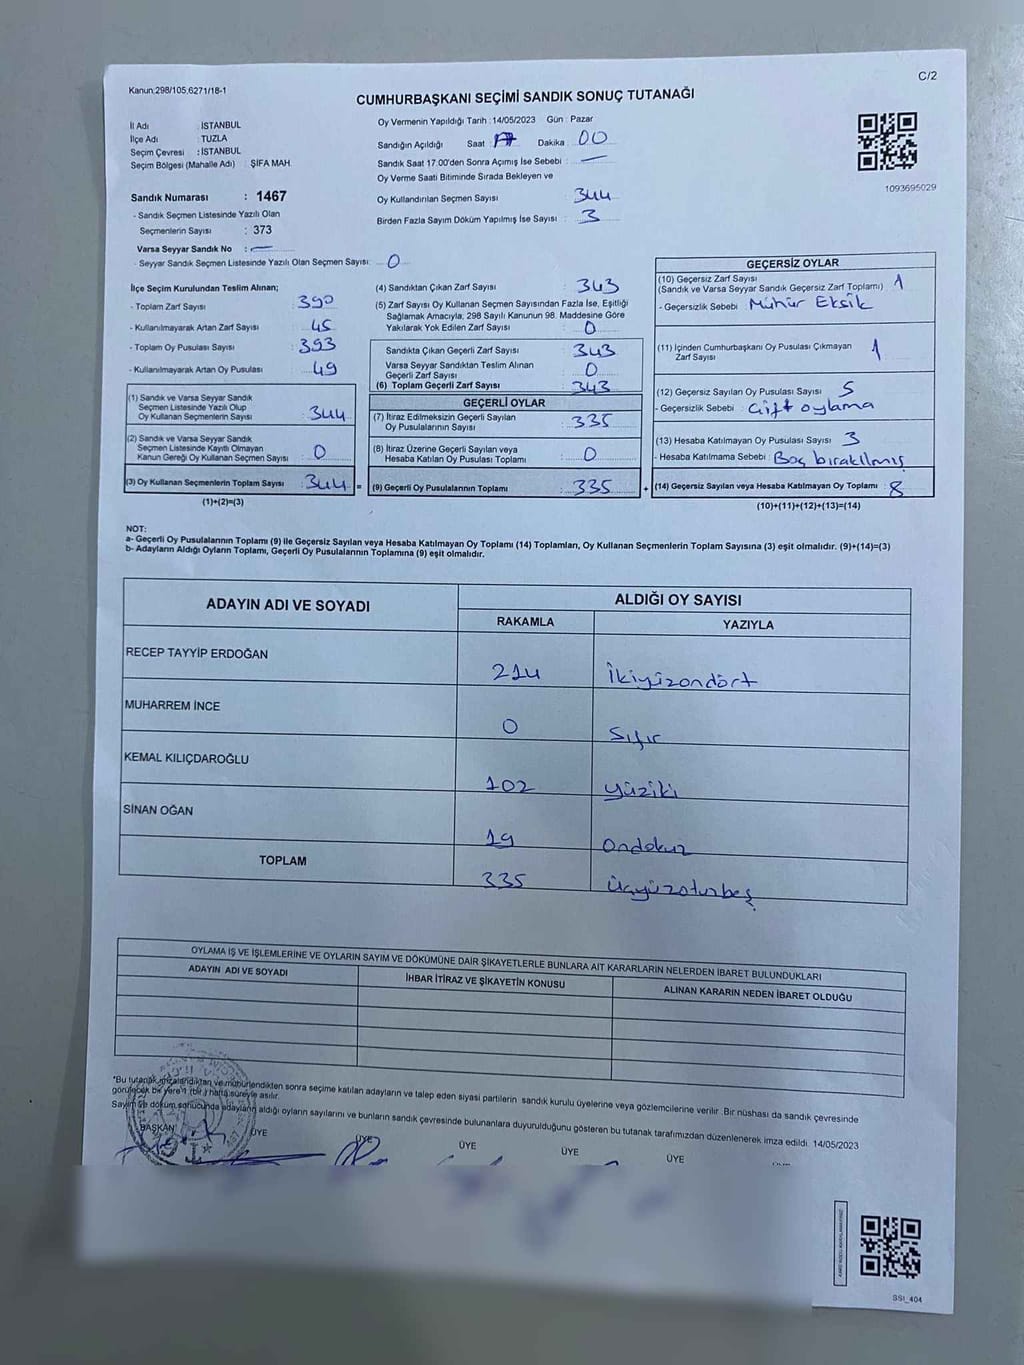 C/2
Kanun:298/105,6271/18-1
CUMHURBAŞKANI SEÇİMİ SANDIK SONUÇ TUTANAĞI
İl Adı : İSTANBUL
İlçe Adı : TUZLA
Seçim Çevresi : İSTANBUL
Seçim Bölgesi (Mahalle Adı) : ŞİFA MAH.
Oy Vermenin Yapıldığı Tarih : 14/05/2023 Gün : Pazar
Sandığın Açıldığı Saat : Dakika : 00
Sandık Saat 17.00'den Sonra Açımış İse Sebebi : —
Oy Verme Saati Bitiminde Sırada Bekleyen ve
Oy Kullandırılan Seçmen Sayısı : 344
Birden Fazla Sayım Döküm Yapılmış İse Sayısı : 3
1093695029
Sandık Numarası : 1467
- Sandık Seçmen Listesinde Yazılı Olan
Seçmenlerin Sayısı : 373
Varsa Seyyar Sandık No : —
- Seyyar Sandık Seçmen Listesinde Yazılı Olan Seçmen Sayısı: 0
İlçe Seçim Kurulundan Teslim Alınan;
- Toplam Zarf Sayısı : 390
- Kullanılmayarak Artan Zarf Sayısı : 45
- Toplam Oy Pusulası Sayısı : 393
- Kullanılmayarak Artan Oy Pusulası : 49
(1) Sandık ve Varsa Seyyar Sandık
Seçmen Listesinde Yazılı Olup
Oy Kullanan Seçmenlerin Sayısı : 344
(2) Sandık ve Varsa Seyyar Sandık
Seçmen Listesinde Kayıtlı Olmayan
Kanun Gereği Oy Kullanan Seçmen Sayısı : 0
(3) Oy Kullanan Seçmenlerin Toplam Sayısı : 344 =
(1)+(2)=(3)
(4) Sandıktan Çıkan Zarf Sayısı : 343
(5) Zarf Sayısı Oy Kullanan Seçmen Sayısından Fazla İse, Eşitliği
Sağlamak Amacıyla, 298 Sayılı Kanunun 98. Maddesine Göre
Yakılarak Yok Edilen Zarf Sayısı : 0
Sandıkta Çıkan Geçerli Zarf Sayısı : 343
Varsa Seyyar Sandıktan Teslim Alınan
Geçerli Zarf Sayısı : 0
(6) Toplam Geçerli Zarf Sayısı : 343
GEÇERLİ OYLAR
(7) İtiraz Edilmeksizin Geçerli Sayılan
Oy Pusulalarının Sayısı : 335
(8) İtiraz Üzerine Geçerli Sayılan veya
Hesaba Katılan Oy Pusulası Toplamı : 0
(9) Geçerli Oy Pusulalarının Toplamı : 335 +
GEÇERSİZ OYLAR
(10) Geçersiz Zarf Sayısı
(Sandık ve Varsa Seyyar Sandık Geçersiz Zarf Toplamı) : 1
- Geçersizlik Sebebi : Mühür Eksik
(11) İçinden Cumhurbaşkanı Oy Pusulası Çıkmayan
Zarf Sayısı : 1
(12) Geçersiz Sayılan Oy Pusulası Sayısı : 5
- Geçersizlik Sebebi : Çift oylama
(13) Hesaba Katılmayan Oy Pusulası Sayısı : 3
- Hesaba Katılmama Sebebi : Boş bırakılmış
(14) Geçersiz Sayılan veya Hesaba Katılmayan Oy Toplamı : 8
(10)+(11)+(12)+(13)=(14)
NOT:
a- Geçerli Oy Pusulaların Toplamı (9) ile Geçersiz Sayılan veya Hesaba Katılmayan Oy Toplamı (14) Toplamları, Oy Kullanan Seçmenlerin Toplam Sayısına (3) eşit olmalıdır. (9)+(14)=(3)
b- Adayların Aldığı Oyların Toplamı, Geçerli Oy Pusulalarının Toplamına (9) eşit olmalıdır.
ADAYIN ADI VE SOYADI
ALDIĞI OY SAYISI
RAKAMLA YAZIYLA
RECEP TAYYİP ERDOĞAN 214 İkiyüzondört
MUHARREM İNCE 0 Sıfır
KEMAL KILIÇDAROĞLU 102 yüziki
SİNAN OĞAN 19 Ondokuz
TOPLAM 335 üçyüzoturbeş
OYLAMA İŞ VE İŞLEMLERİNE VE OYLARIN SAYIM VE DÖKÜMÜNE DAİR ŞİKAYETLERLE BUNLARA AİT KARARLARIN NELERDEN İBARET BULUNDUKLARI
ADAYIN ADI VE SOYADI İHBAR İTİRAZ VE ŞİKAYETİN KONUSU ALINAN KARARIN NEDEN İBARET OLDUĞU
"Bu tutanak imzalandıktan ve mühürlendikten sonra seçime katılan adayların ve talep eden siyasi partilerin sandık kurulu üyelerine veya gözlemcilerine verilir. Bir nüshası da sandık çevresinde
görülecek bir yere 1 (bir) hafta süreyle asılır.
Sayım ve döküm sonucunda adayların aldığı oyların sayılarını ve bunların sandık çevresinde bulunanlara duyurulduğunu gösteren bu tutanak tarafımızdan düzenlenerek imza edildi. 14/05/2023
BAŞKAN ÜYE ÜYE ÜYE ÜYE ÜYE
SSI_404